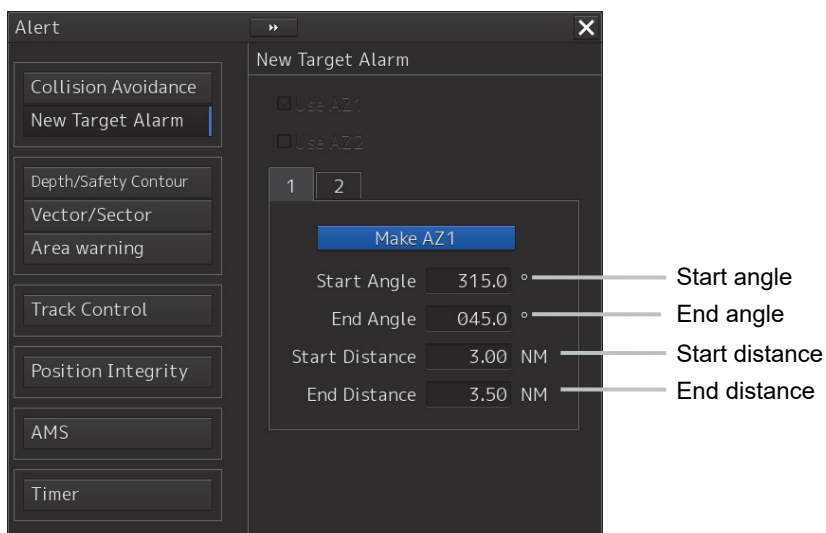 Alert
New Target Alarm
Collision Avoidance
New Target Alarm
Depth/Safety Contour
Vector/Sector
Area warning
Track Control
Position Integrity
AMS
Timer
Use AZ1
Use AZ2
1 2
Make AZ1
Start Angle 315.0 ° Start angle
End Angle 045.0 ° End angle
Start Distance 3.00 NM Start distance
End Distance 3.50 NM End distance